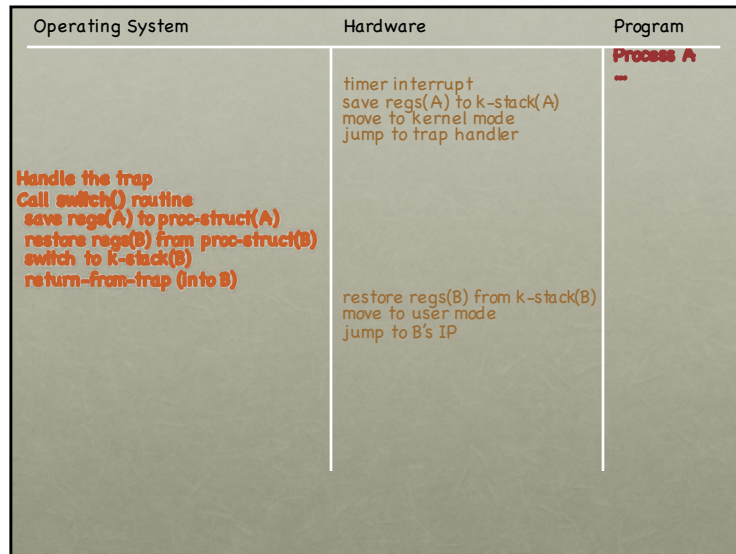 Operating System
Hardware
Program
Process A
...
timer interrupt
save regs(A) to k-stack(A)
move to kernel mode
jump to trap handler
Handle the trap
Call switch() routine
save regs(A) to proc-struct(A)
restore regs(B) from proc-struct(B)
switch to k-stack(B)
return-from-trap (into B)
restore regs(B) from k-stack(B)
move to user mode
jump to B's IP